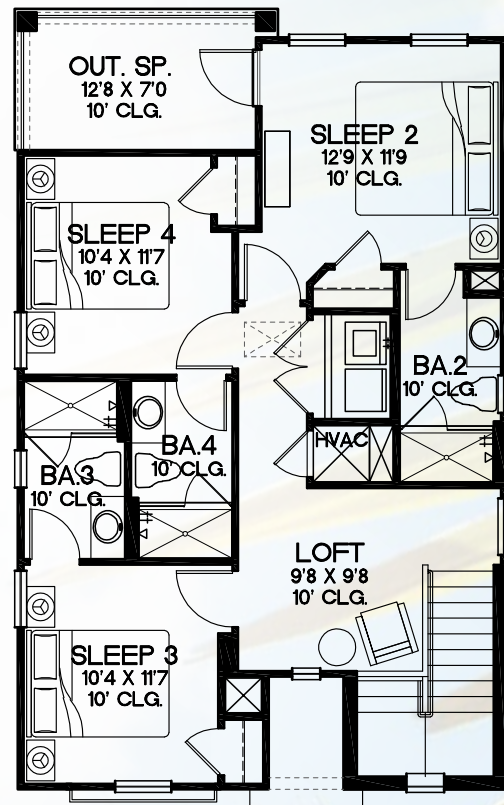 OUT. SP.
12'8 X 7'0
10' CLG.
SLEEP 2
12'9 X 11'9
10' CLG.
SLEEP 4
10'4 X 11'7
10' CLG.
BA.2
10' CLG.
HVAC
BA.4
10' CLG.
BA.3
10' CLG.
LOFT
9'8 X 9'8
10' CLG.
SLEEP 3
10'4 X 11'7
10' CLG.